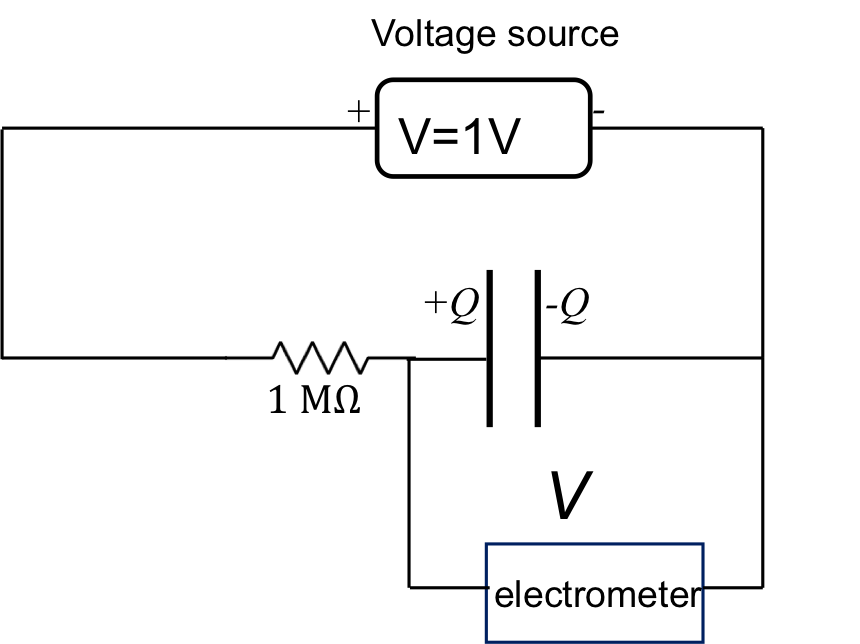 Voltage source
+
-
V=1V
+Q
-Q
1 MΩ
V
electrometer